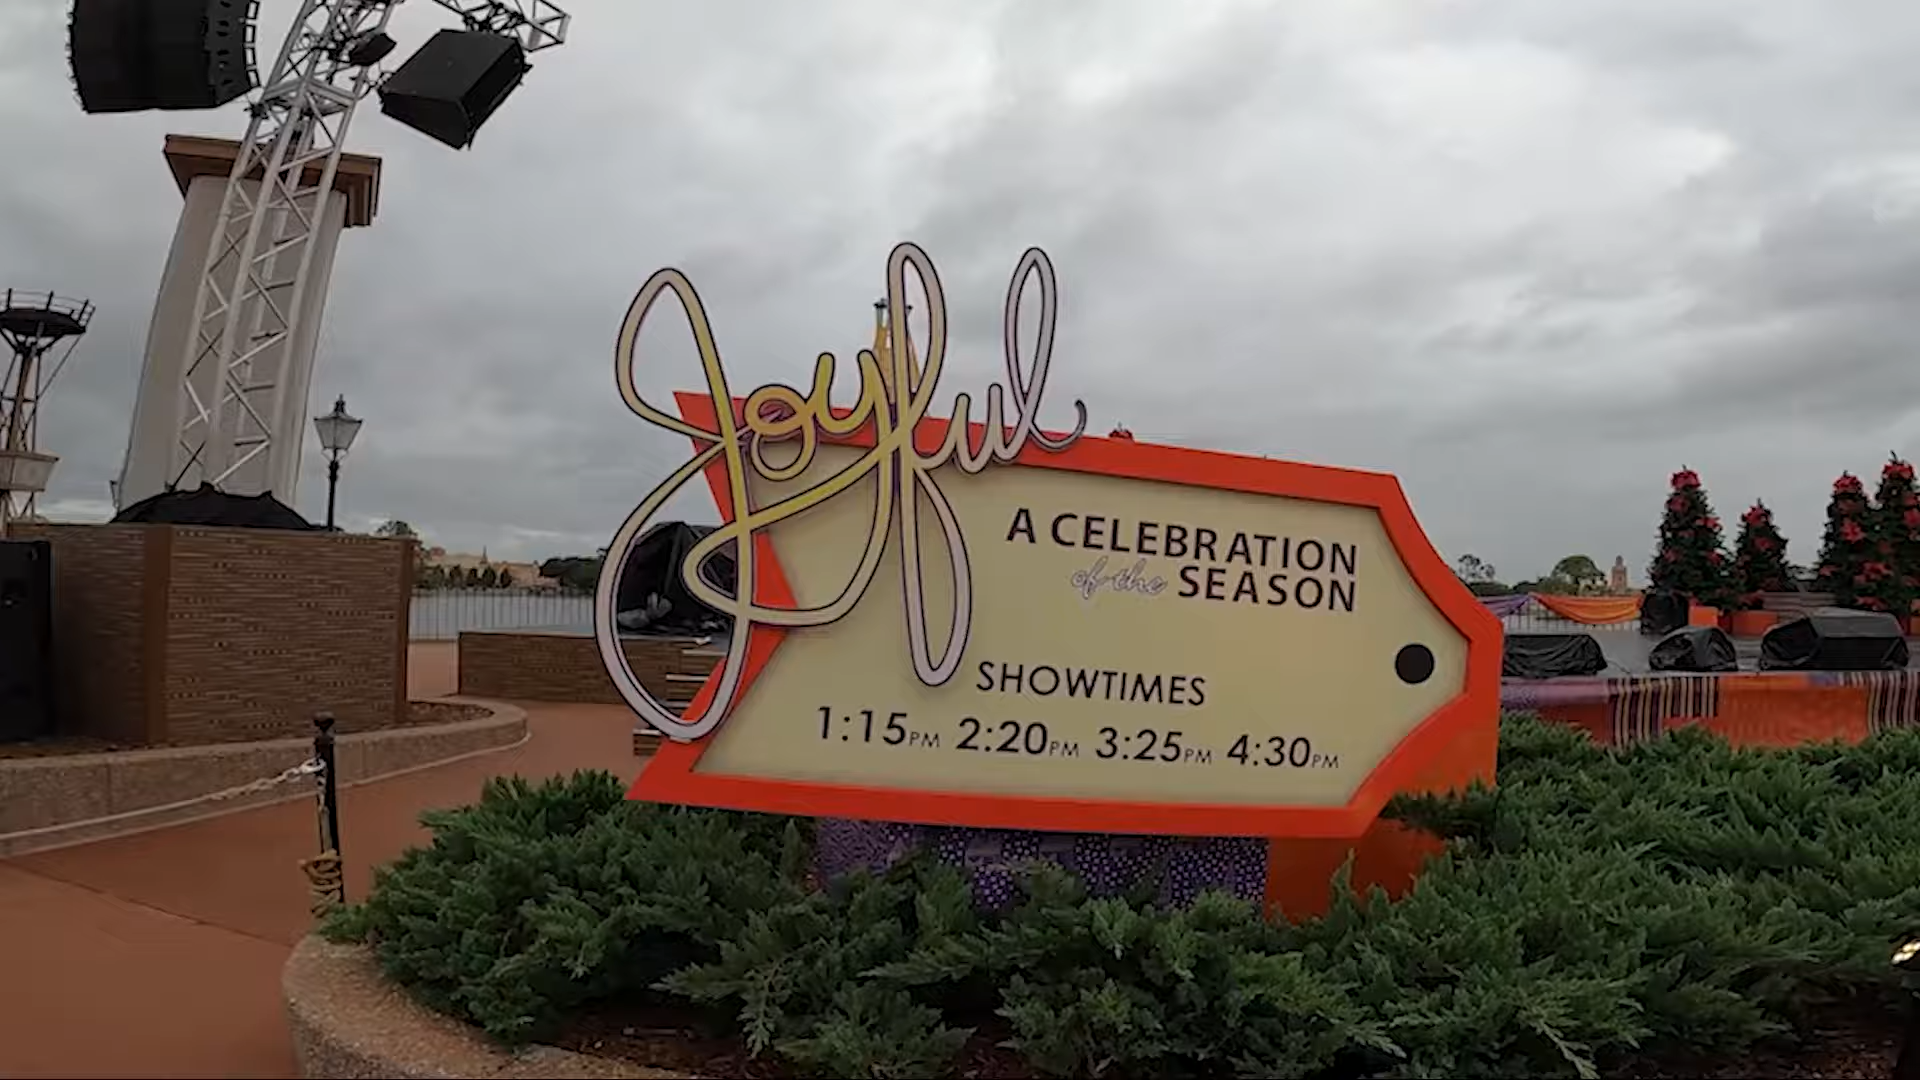 Joyful
A CELEBRATION
of the SEASON
SHOWTIMES
1:15PM 2:20PM 3:25PM 4:30PM